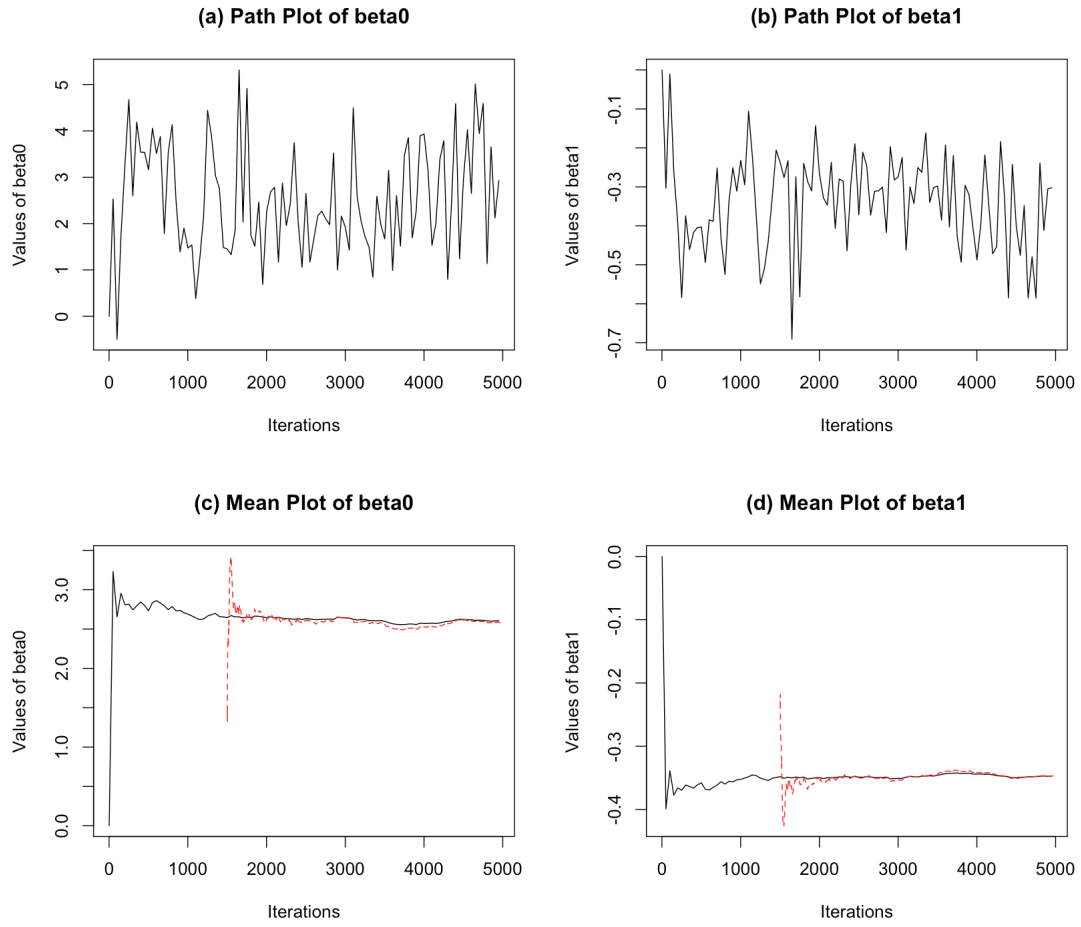 (a) Path Plot of beta0
Values of beta0
5
4
3
2
1
0
0 1000 2000 3000 4000 5000
Iterations
(b) Path Plot of beta1
Values of beta1
-0.1
-0.3
-0.5
-0.7
0 1000 2000 3000 4000 5000
Iterations
(c) Mean Plot of beta0
Values of beta0
3.0
2.0
1.0
0.0
0 1000 2000 3000 4000 5000
Iterations
(d) Mean Plot of beta1
Values of beta1
0.0
-0.1
-0.2
-0.3
-0.4
0 1000 2000 3000 4000 5000
Iterations